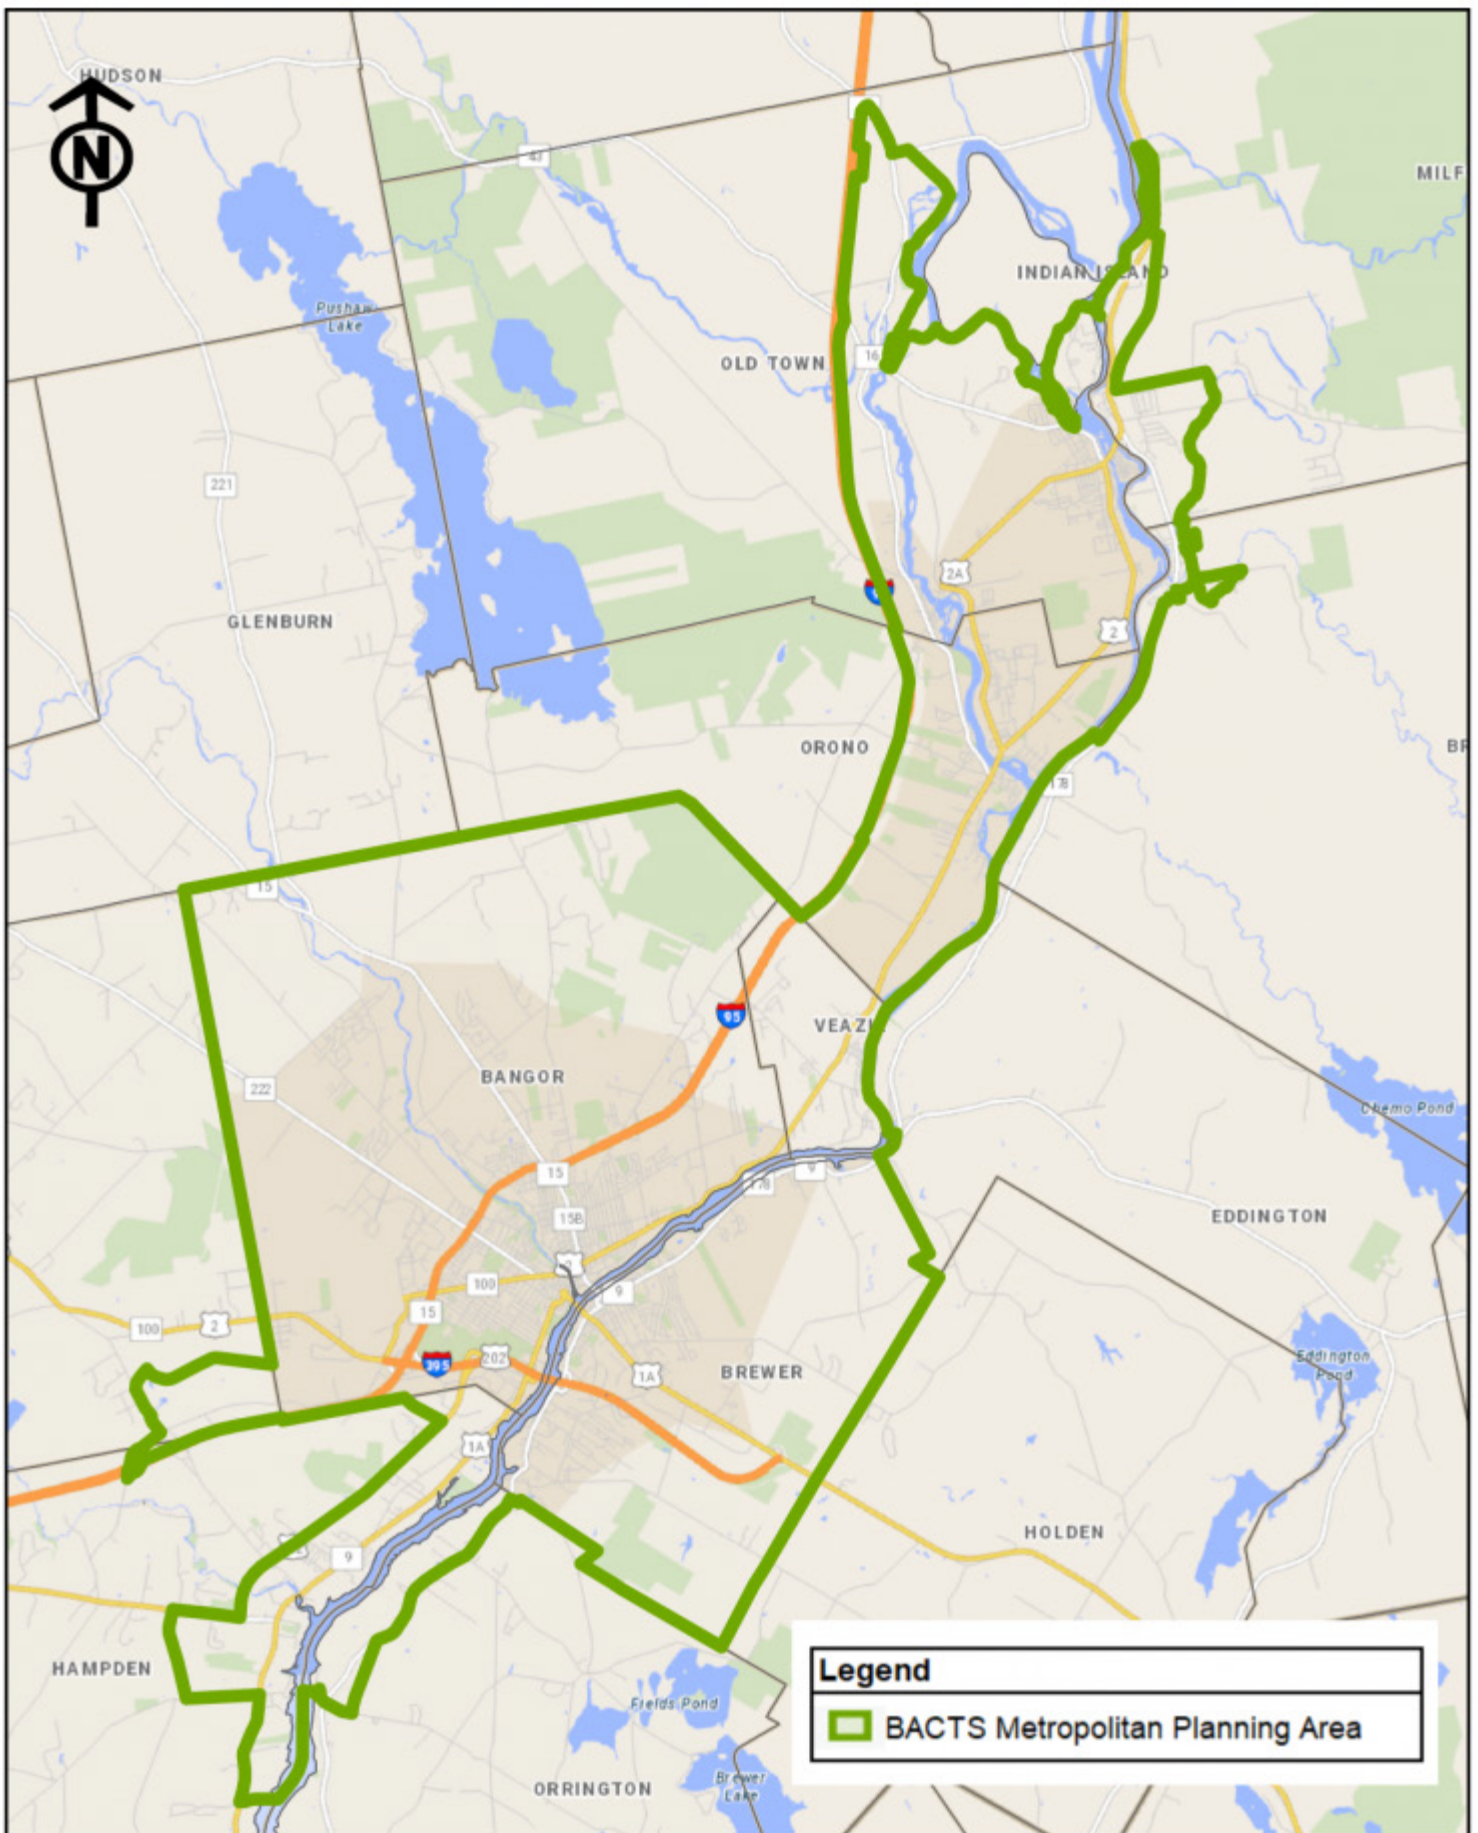 HUDSON
N
43
MILF
INDIAN ISLAND
Pushaw
Lake
OLD TOWN
16
221
2A
GLENBURN
2
ORONO
BR
178
15
95
VEAZI
BANGOR
222
Chemo Pond
15
178
9
15B
EDDINGTON
2
100
9
15
100
2
395
202
1A
BREWER
Eddington
Pond
1A
HOLDEN
9
HAMPDEN
Legend
Fields Pond
BACTS Metropolitan Planning Area
ORRINGTON
Brewer
Lake